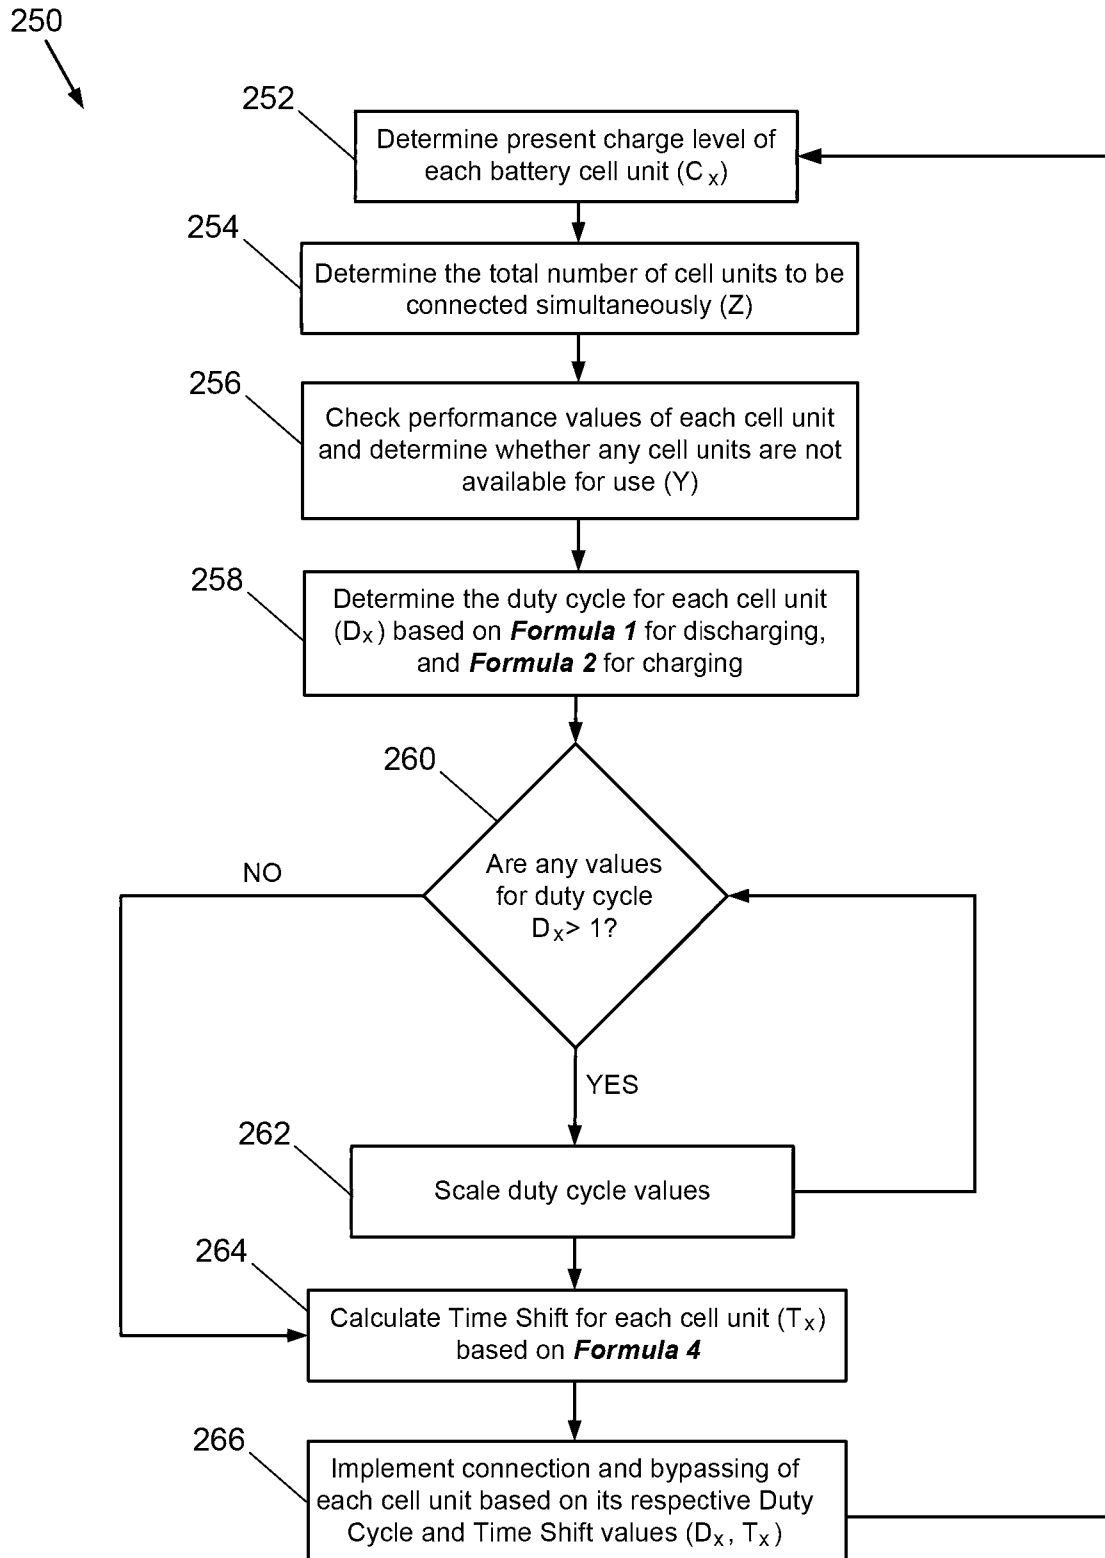 250
252
Determine present charge level of
each battery cell unit (Cx)
254
Determine the total number of cell units to be
connected simultaneously (Z)
256
Check performance values of each cell unit
and determine whether any cell units are not
available for use (Y)
258
Determine the duty cycle for each cell unit
(Dx) based on Formula 1 for discharging,
and Formula 2 for charging
260
Are any values
for duty cycle
Dx> 1?
NO
YES
262
Scale duty cycle values
264
Calculate Time Shift for each cell unit (Tx)
based on Formula 4
266
Implement connection and bypassing of
each cell unit based on its respective Duty
Cycle and Time Shift values (Dx, Tx)